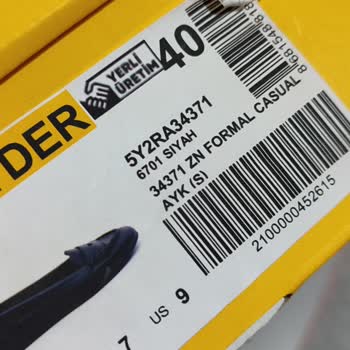 DER
YERLİ
ÜRETİM
40
5Y2RA34371
6701 SIYAH
34371 ZN FORMAL CASUAL
AYK (S)
2100000452615
7 US 9